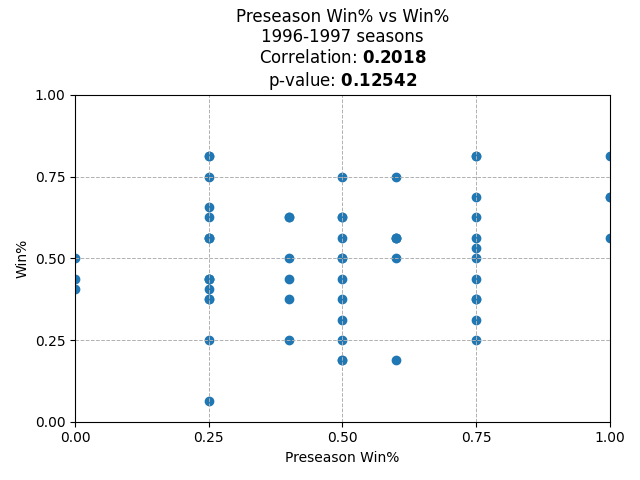 Preseason Win% vs Win%
1996-1997 seasons
Correlation: 0.2018
p-value: 0.12542
1.00
0.75
0.50
0.25
0.00
Win%
0.00 0.25 0.50 0.75 1.00
Preseason Win%